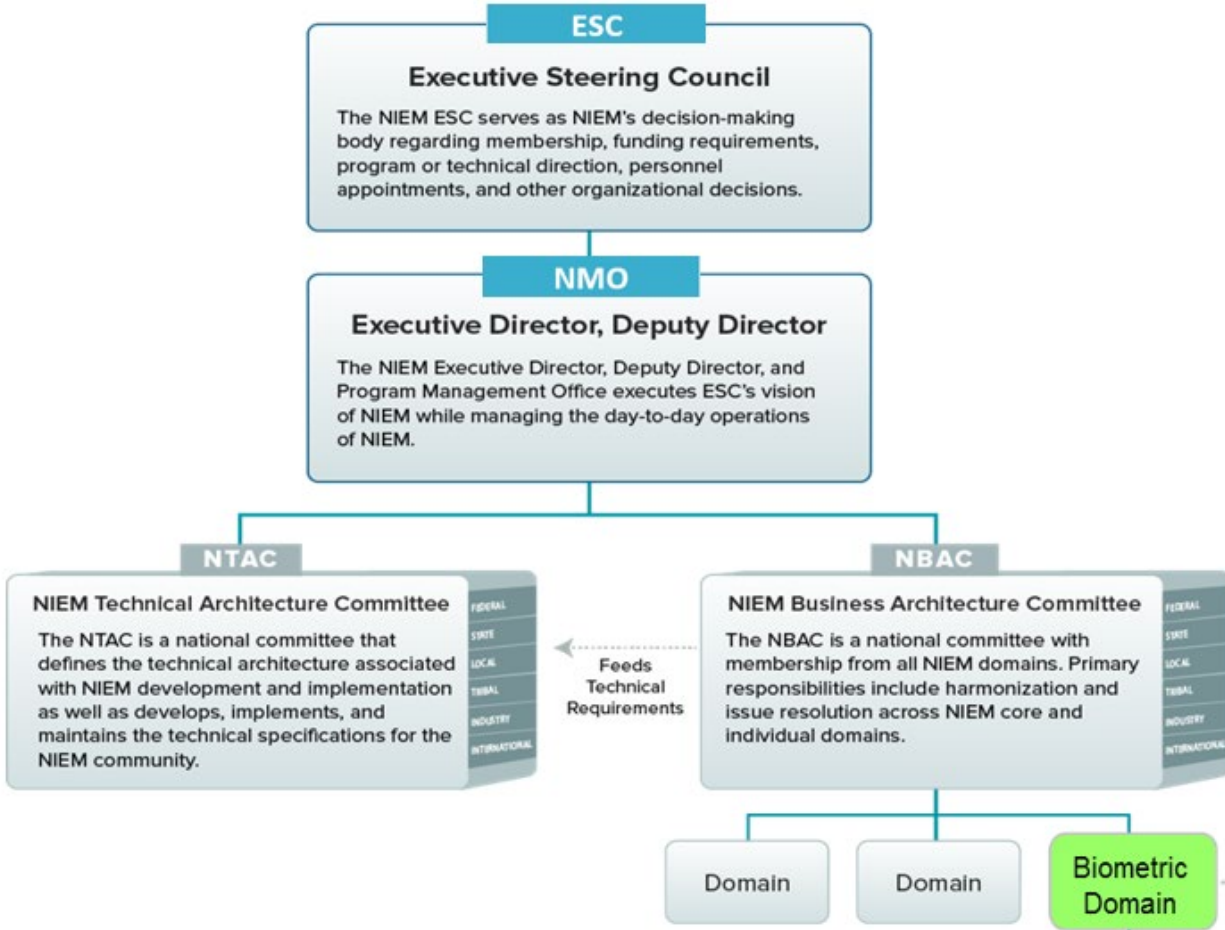 ESC
Executive Steering Council
The NIEM ESC serves as NIEM's decision-making
body regarding membership, funding requirements,
program or technical direction, personnel
appointments, and other organizational decisions.
NMO
Executive Director, Deputy Director
The NIEM Executive Director, Deputy Director, and
Program Management Office executes ESC's vision
of NIEM while managing the day-to-day operations
of NIEM.
NTAC
NIEM Technical Architecture Committee
The NTAC is a national committee that
defines the technical architecture associated
with NIEM development and implementation
as well as develops, implements, and
maintains the technical specifications for the
NIEM community.
FEDERAL
STATE
LOCAL
TRIBAL
INDUSTRY
INTERNATIONAL
Feeds
Technical
Requirements
NBAC
NIEM Business Architecture Committee
The NBAC is a national committee with
membership from all NIEM domains. Primary
responsibilities include harmonization and
issue resolution across NIEM core and
individual domains.
FEDERAL
STATE
LOCAL
TRIBAL
INDUSTRY
INTERNATIONAL
Domain
Domain
Biometric
Domain